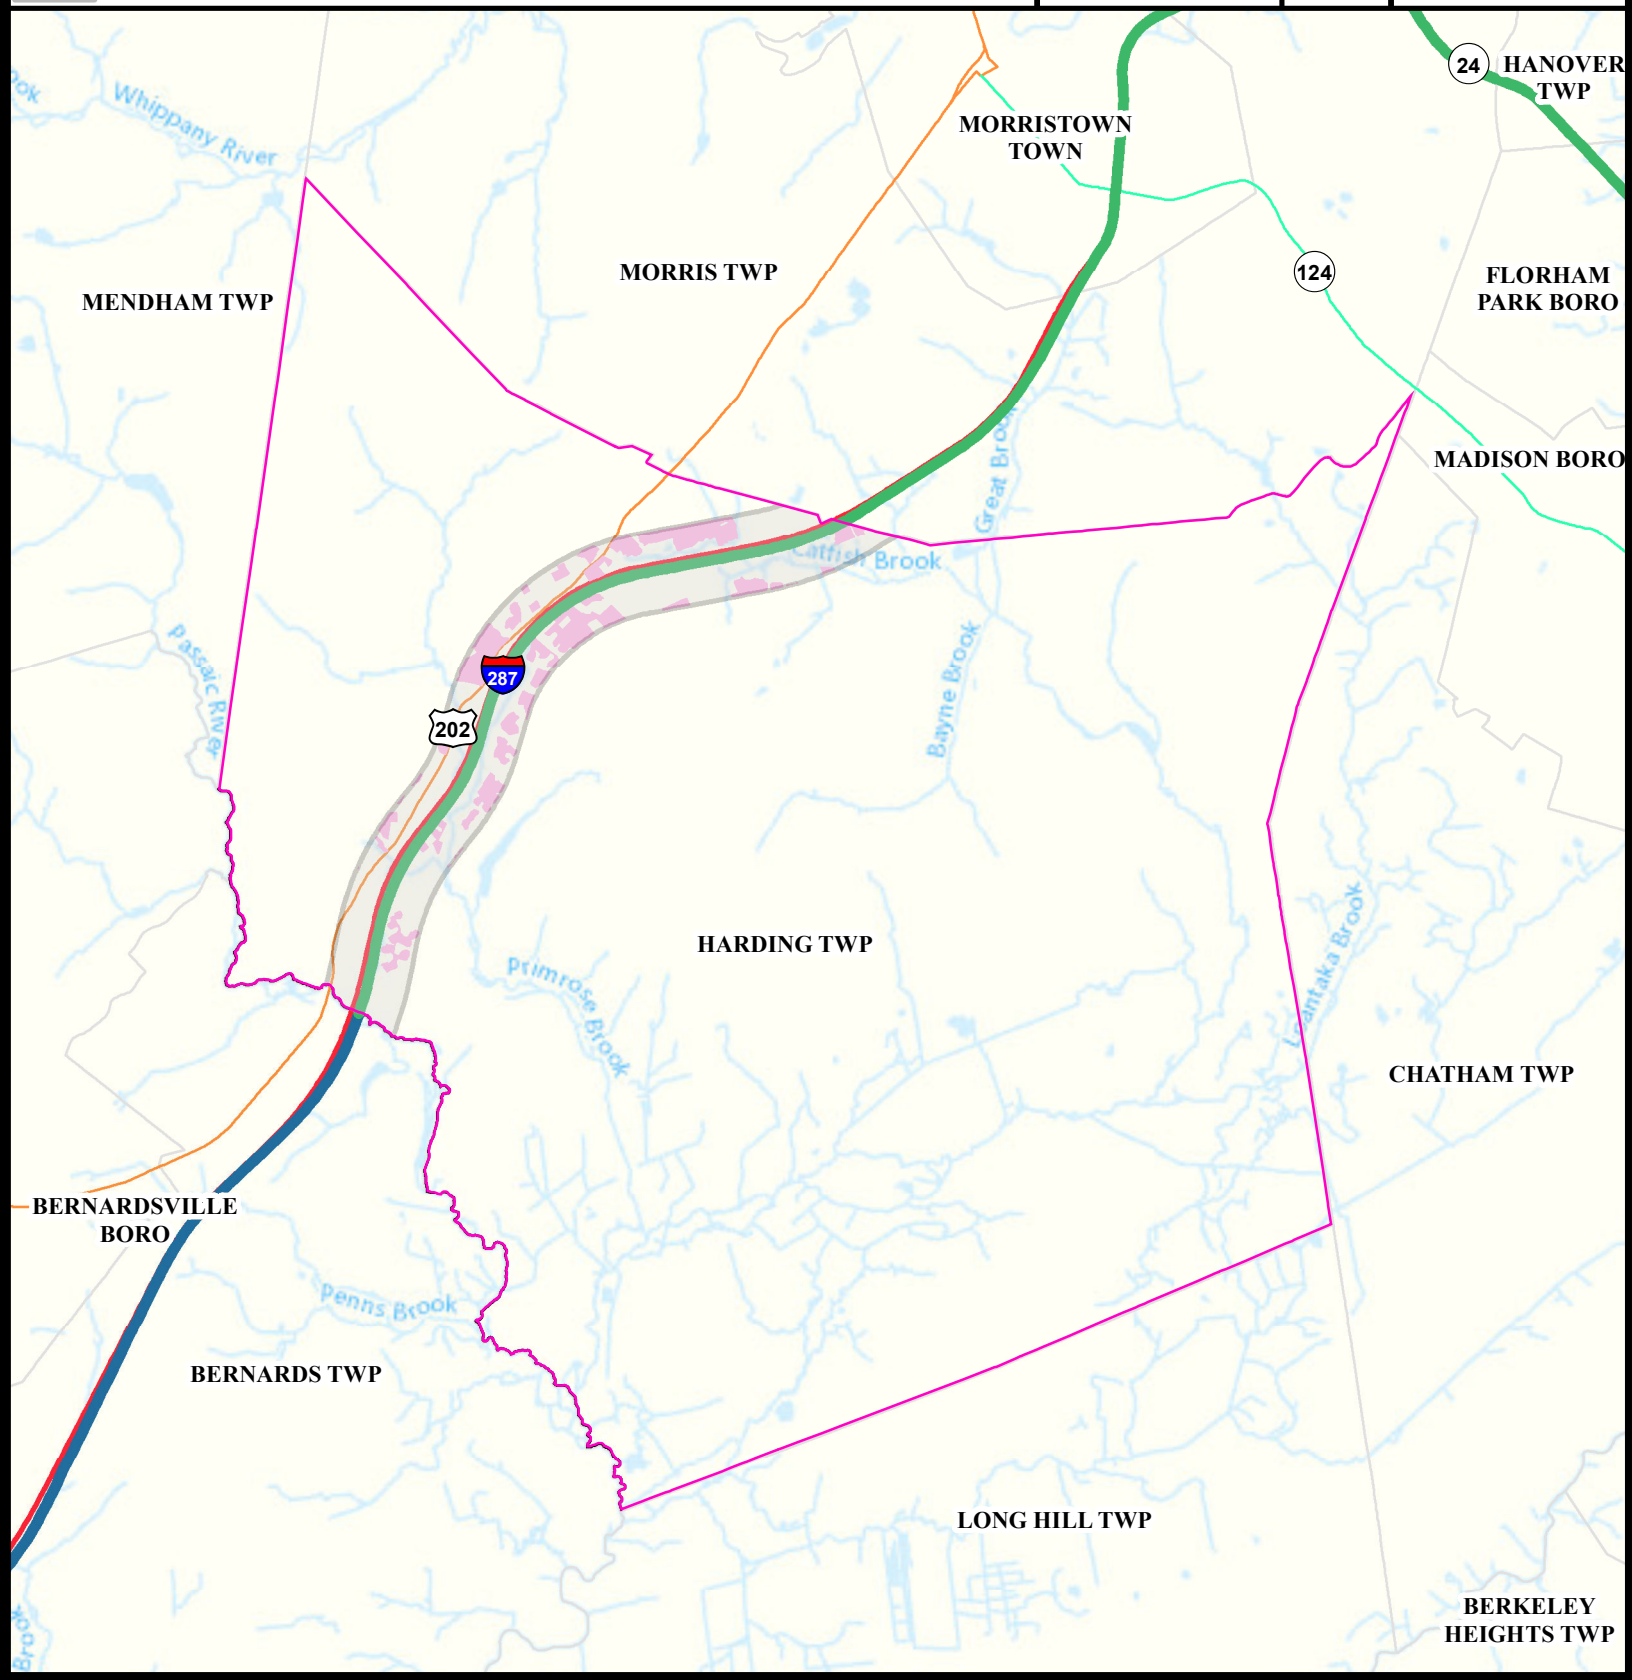 24
HANOVER
TWP
ook
Whippany River
MORRISTOWN
TOWN
MORRIS TWP
124
FLORHAM
PARK BORO
MENDHAM TWP
Great Brook
MADISON BORO
Catfish Brook
Passaic River
287
202
Bayne Brook
HARDING TWP
Primrose Brook
Loantaka Brook
CHATHAM TWP
BERNARDSVILLE
BORO
Penns Brook
BERNARDS TWP
LONG HILL TWP
BERKELEY
HEIGHTS TWP
Brook